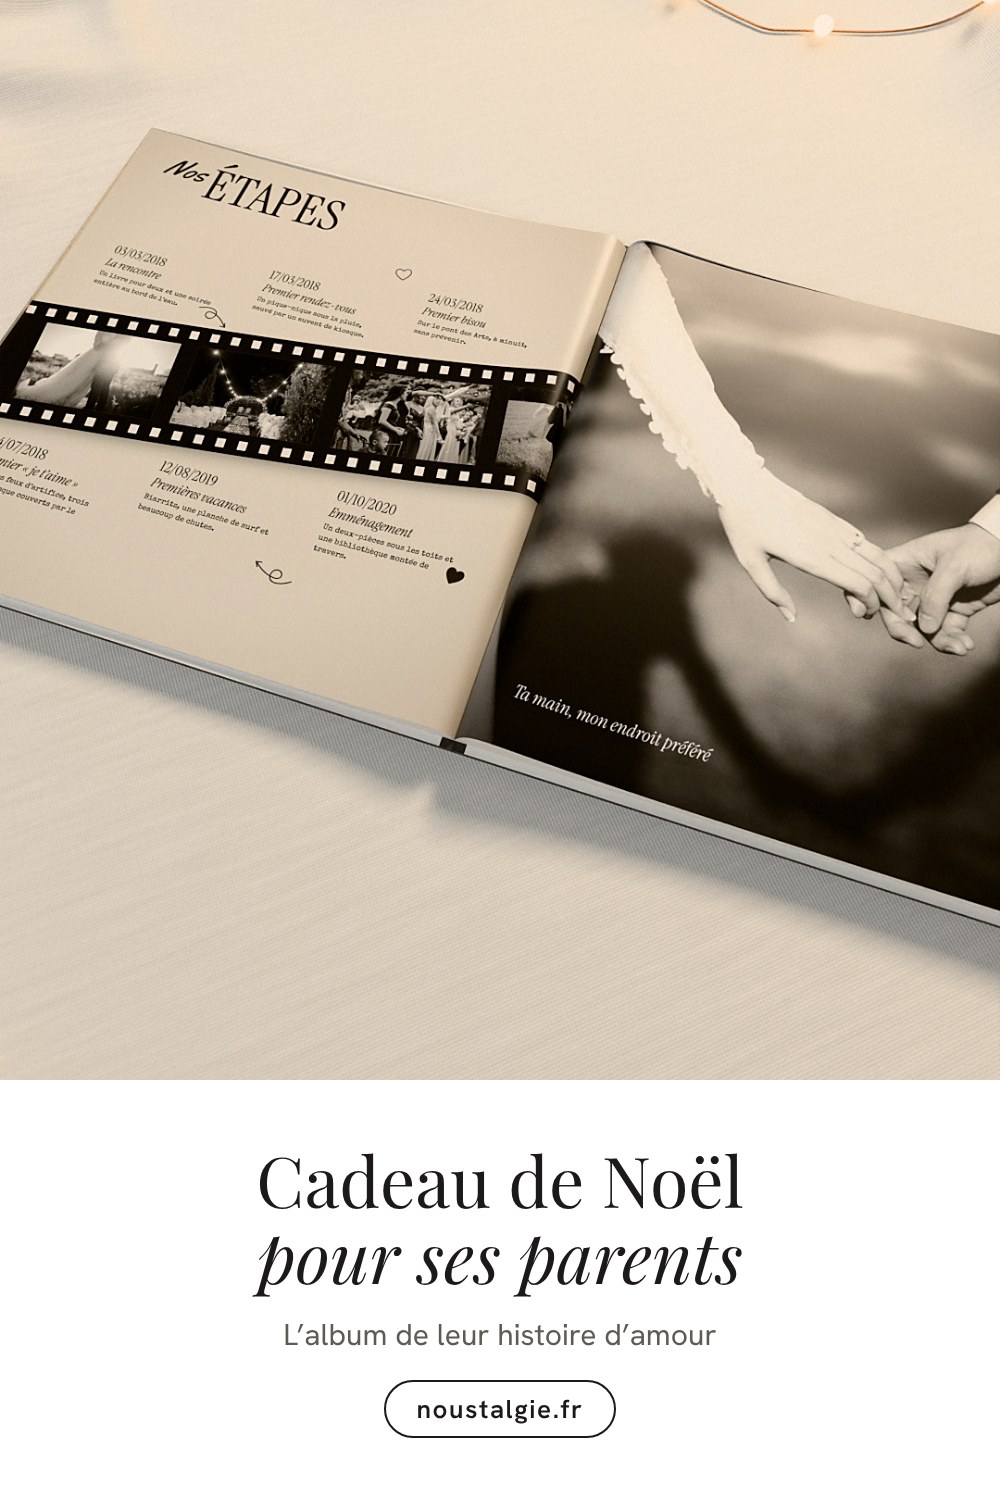 Nos ÉTAPES
03/03/2018
La rencontre
Un livre pour deux et une soirée
entière au bord de l'eau.
17/03/2018
Premier rendez-vous
Un pique-nique sous la pluie,
sauvé par un auvent de kiosque.
24/03/2018
Premier bisou
Sur le pont des Arts, à minuit,
sans prévenir.
/07/2018
mier « je t'aime »
feux d'artifice, trois
que couverts par le
12/08/2019
Premières vacances
Biarritz, une planche de surf et
beaucoup de chutes.
01/10/2020
Emménagement
Un deux-pièces sous les toits et
une bibliothèque montée de
travers.
Ta main, mon endroit préféré
Cadeau de Noël
pour ses parents
L'album de leur histoire d'amour
noustalgie.fr